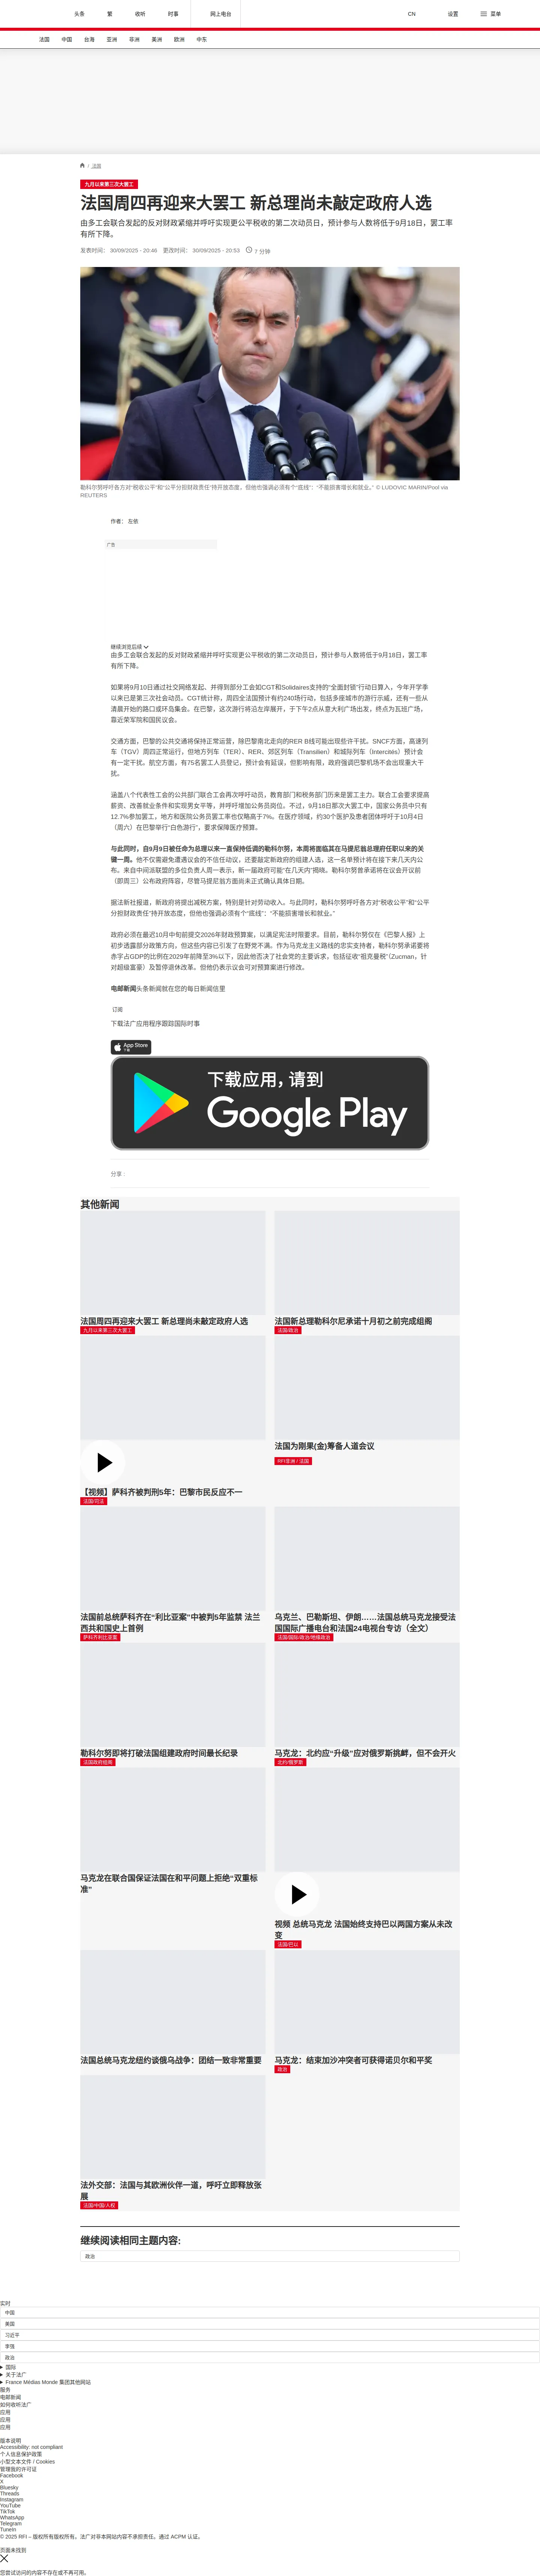 头条
繁
收听
时事
网上电台
CN
设置
菜单
法国
中国
台海
亚洲
非洲
美洲
欧洲
中东
/ 法国
九月以来第三次大罢工
法国周四再迎来大罢工 新总理尚未敲定政府人选
由多工会联合发起的反对财政紧缩并呼吁实现更公平税收的第二次动员日，预计参与人数将低于9月18日，罢工率
有所下降。
发表时间： 30/09/2025 - 20:46 更改时间： 30/09/2025 - 20:53 7 分钟
勒科尔努呼吁各方对“税收公平”和“公平分担财政责任”持开放态度，但他也强调必须有个“底线”：“不能损害增长和就业。” © LUDOVIC MARIN/Pool via
REUTERS
作者： 左依
广告
继续浏览后续
由多工会联合发起的反对财政紧缩并呼吁实现更公平税收的第二次动员日，预计参与人数将低于9月18日，罢工率
有所下降。
如果将9月10日通过社交网络发起、并得到部分工会如CGT和Solidaires支持的“全面封锁”行动日算入，今年开学季
以来已是第三次社会动员。CGT统计称，周四全法国预计有约240场行动，包括多座城市的游行示威，还有一些从
清晨开始的路口或环岛集会。在巴黎，这次游行将沿左岸展开，于下午2点从意大利广场出发，终点为瓦班广场，
靠近荣军院和国民议会。
交通方面，巴黎的公共交通将保持正常运营，除巴黎南北走向的RER B线可能出现些许干扰。SNCF方面，高速列
车（TGV）周四正常运行，但地方列车（TER）、RER、郊区列车（Transilien）和城际列车（Intercités）预计会
有一定干扰。航空方面，有75名罢工人员登记，预计会有延误，但影响有限，政府强调巴黎机场不会出现重大干
扰。
涵盖八个代表性工会的公共部门联合工会再次呼吁动员，教育部门和税务部门历来是罢工主力。联合工会要求提高
薪资、改善就业条件和实现男女平等，并呼吁增加公务员岗位。不过，9月18日那次大罢工中，国家公务员中只有
12.7%参加罢工，地方和医院公务员罢工率也仅略高于7%。在医疗领域，约30个医护及患者团体呼吁于10月4日
（周六）在巴黎举行“白色游行”，要求保障医疗预算。
与此同时，自9月9日被任命为总理以来一直保持低调的勒科尔努，本周将面临其在马提尼翁总理府任职以来的关
键一周。他不仅需避免遭遇议会的不信任动议，还要敲定新政府的组建人选，这一名单预计将在接下来几天内公
布。来自中间派联盟的多位负责人周一表示，新一届政府可能“在几天内”揭晓。勒科尔努曾承诺将在议会开议前
（即周三）公布政府阵容，尽管马提尼翁方面尚未正式确认具体日期。
据法新社报道，新政府将提出减税方案，特别是针对劳动收入。与此同时，勒科尔努呼吁各方对“税收公平”和“公平
分担财政责任”持开放态度，但他也强调必须有个“底线”：“不能损害增长和就业。”
政府必须在最近10月中旬前提交2026年财政预算案，以满足宪法时限要求。目前，勒科尔努仅在《巴黎人报》上
初步透露部分政策方向，但这些内容已引发了在野党不满。作为马克龙主义路线的忠实支持者，勒科尔努承诺要将
赤字占GDP的比例在2029年前降至3%以下，因此他否决了社会党的主要诉求，包括征收“祖克曼税”（Zucman，针
对超级富豪）及暂停退休改革。但他仍表示议会可对预算案进行修改。
电邮新闻头条新闻就在您的每日新闻信里
订阅
下载法广应用程序跟踪国际时事
App Store
下载
下载应用，请到
Google Play
分享 :
其他新闻
法国周四再迎来大罢工 新总理尚未敲定政府人选
九月以来第三次大罢工
法国新总理勒科尔尼承诺十月初之前完成组阁
法国/政治
【视频】萨科齐被判刑5年：巴黎市民反应不一
法国/司法
法国为刚果(金)筹备人道会议
RFI非洲 / 法国
法国前总统萨科齐在“利比亚案”中被判5年监禁 法兰
西共和国史上首例
萨科齐利比亚案
乌克兰、巴勒斯坦、伊朗……法国总统马克龙接受法
国国际广播电台和法国24电视台专访（全文）
法国/国际/政治/地缘政治
勒科尔努即将打破法国组建政府时间最长纪录
法国政府组阁
马克龙：北约应“升级”应对俄罗斯挑衅，但不会开火
北约/俄罗斯
马克龙在联合国保证法国在和平问题上拒绝“双重标
准”
视频 总统马克龙 法国始终支持巴以两国方案从未改
变
法国/巴以
法国总统马克龙纽约谈俄乌战争：团结一致非常重要
马克龙：结束加沙冲突者可获得诺贝尔和平奖
政治
法外交部：法国与其欧洲伙伴一道，呼吁立即释放张
展
法国/中国/人权
继续阅读相同主题内容:
政治
实时
中国
美国
习近平
李强
政治
国际
关于法广
France Médias Monde 集团其他网站
服务
电邮新闻
如何收听法广
应用
应用
应用
版本说明
Accessibility: not compliant
个人信息保护政策
小型文本文件 / Cookies
管理我的许可证
Facebook
X
Bluesky
Threads
Instagram
YouTube
TikTok
WhatsApp
Telegram
TuneIn
© 2025 RFI – 版权所有版权所有。法广对非本网站内容不承担责任。通过 ACPM 认证。
页面未找到
您尝试访问的内容不存在或不再可用。